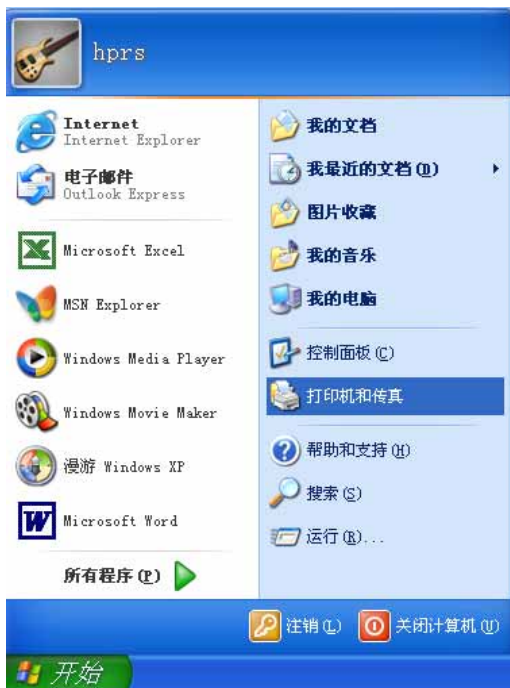 hprs
Internet
Internet Explorer
电子邮件
Outlook Express
Microsoft Excel
MSN Explorer
Windows Media Player
Windows Movie Maker
漫游 Windows XP
Microsoft Word
所有程序(P)
我的文档
我最近的文档(D)
图片收藏
我的音乐
我的电脑
控制面板(C)
打印机和传真
帮助和支持(H)
搜索(S)
运行(R)...
注销(L)
关闭计算机(U)
开始